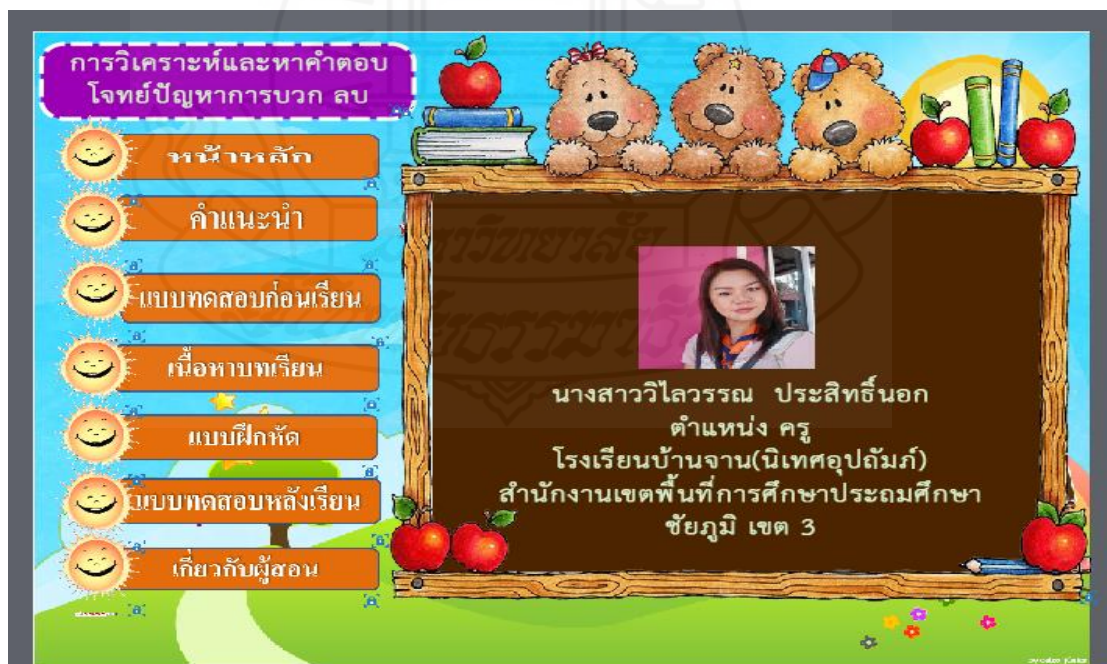 การวิเคราะห์และหาคำตอบ
โจทย์ปัญหาการบวก ลบ
หน้าหลัก
คำแนะนำ
แบบทดสอบก่อนเรียน
เนื้อหาบทเรียน
แบบฝึกหัด
แบบทดสอบหลังเรียน
เกี่ยวกับผู้สอน
นางสาววิไลวรรณ ประสิทธิ์นอก
ตำแหน่ง ครู
โรงเรียนบ้านจาน(นิเทศอุปถัมภ์)
สำนักงานเขตพื้นที่การศึกษาประถมศึกษา
ชัยภูมิ เขต 3